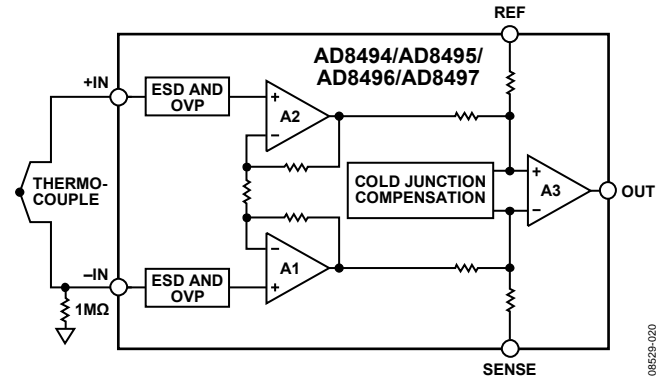 REF
AD8494/AD8495/
AD8496/AD8497
+IN
ESD AND
OVP
+
A2
–
THERMO-
COUPLE
COLD JUNCTION
COMPENSATION
+
A3
–
OUT
–
A1
+
–IN
ESD AND
OVP
1MΩ
SENSE
08529-020